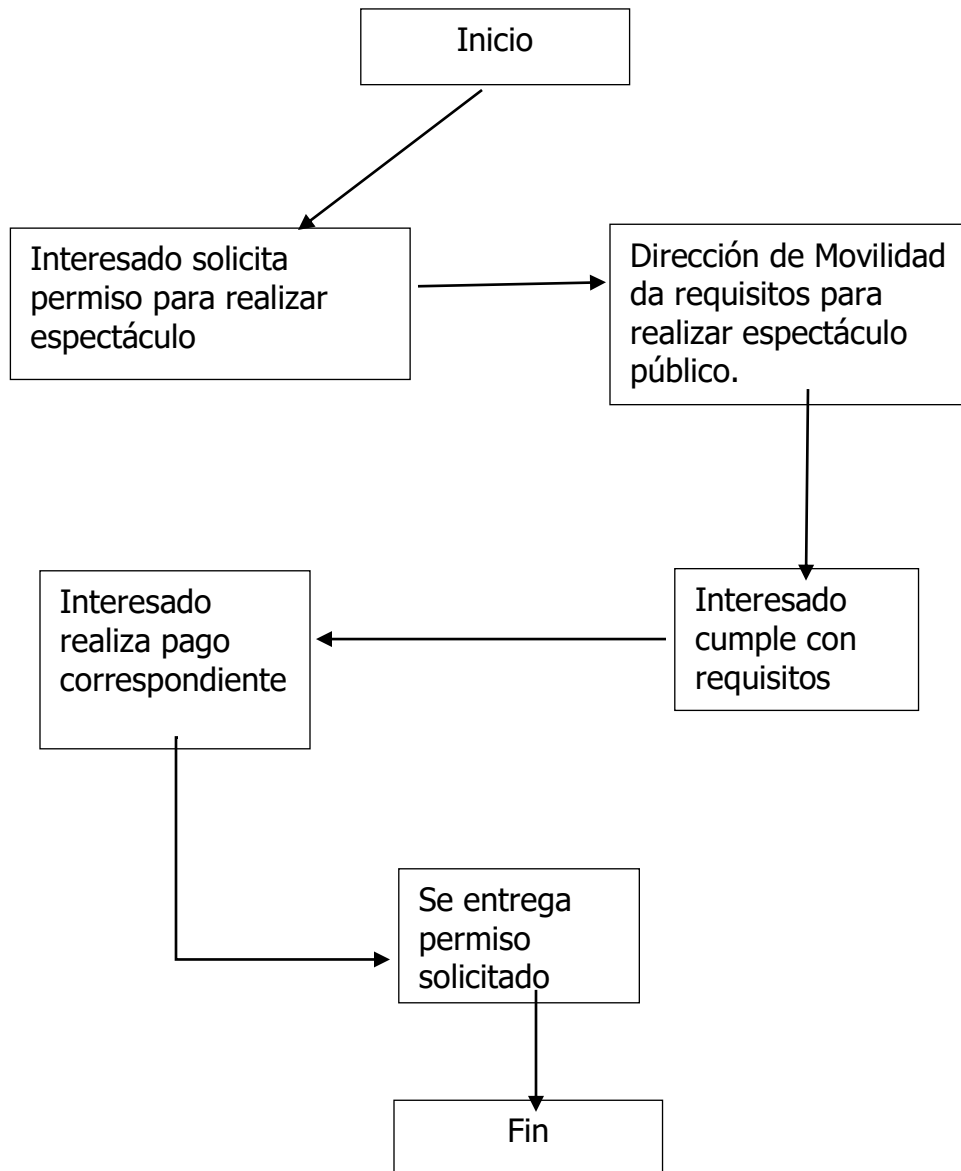 Inicio
Interesado solicita
permiso para realizar
espectáculo
Dirección de Movilidad
da requisitos para
realizar espectáculo
público.
Interesado
cumple con
requisitos
Interesado
realiza pago
correspondiente
Se entrega
permiso
solicitado
Fin